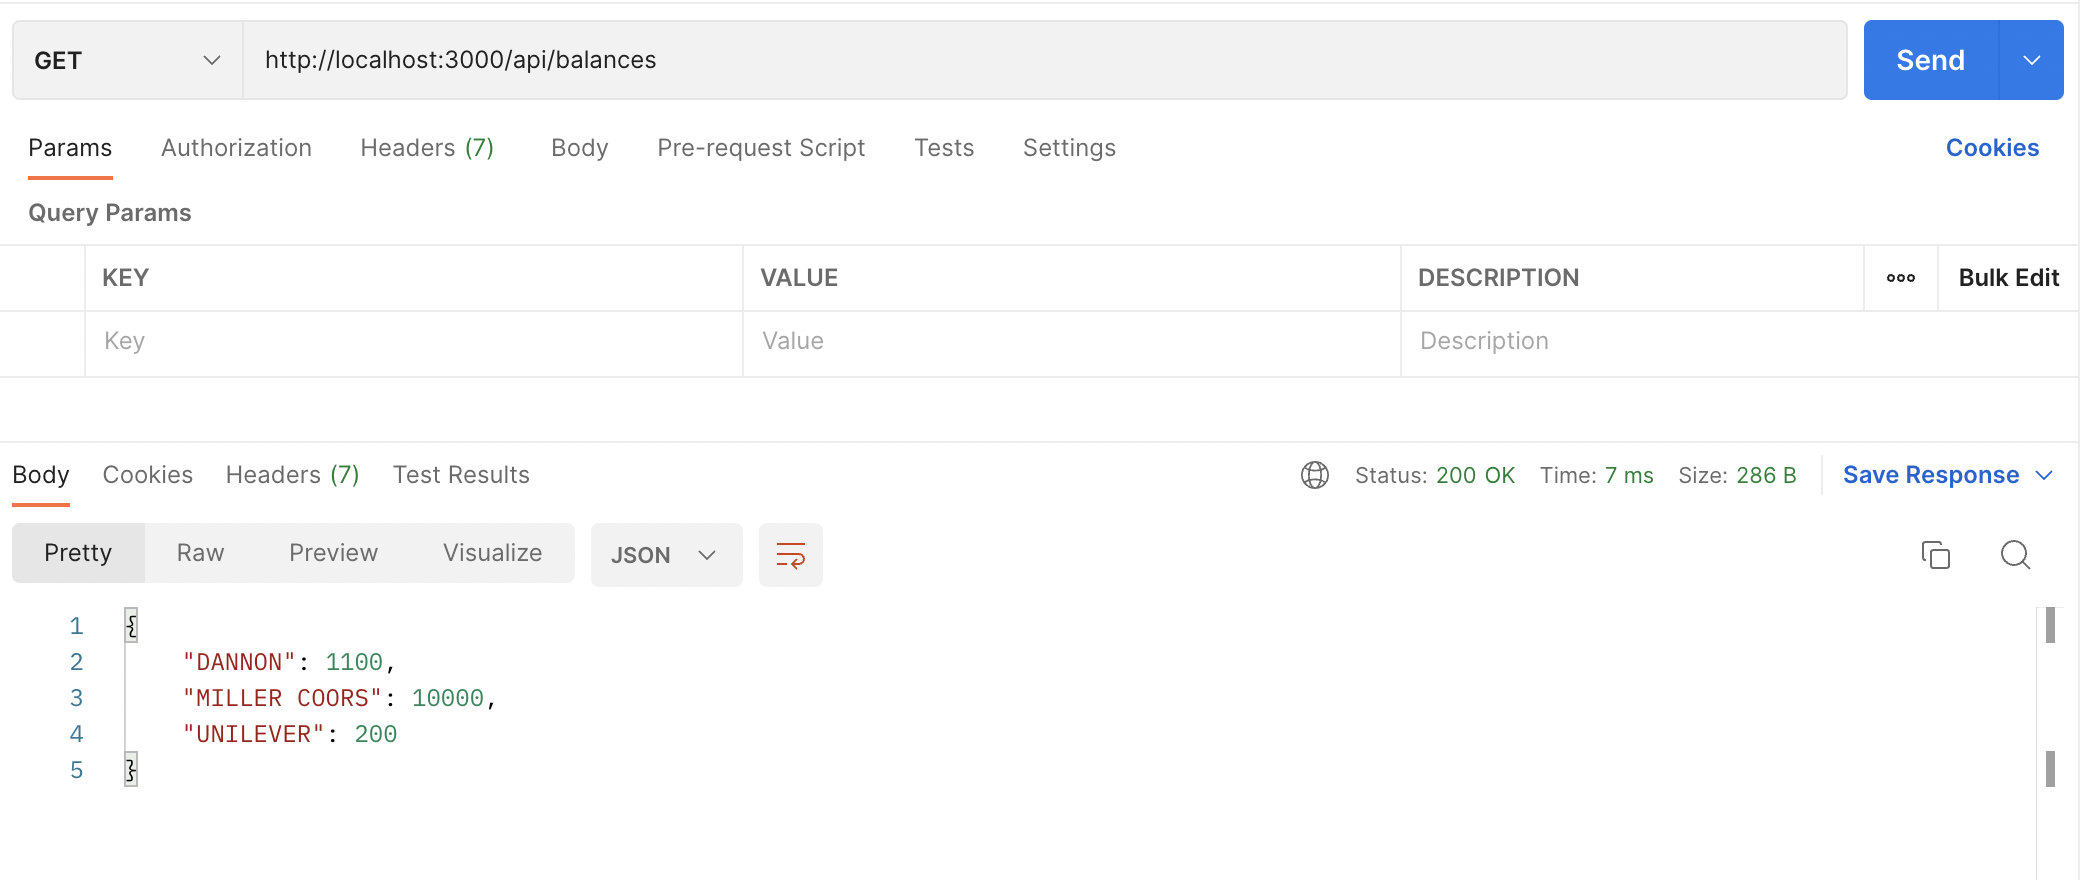 GET http://localhost:3000/api/balances Send
Params Authorization Headers (7) Body Pre-request Script Tests Settings Cookies
Query Params
KEY VALUE DESCRIPTION ooo Bulk Edit
Key Value Description
Body Cookies Headers (7) Test Results Status: 200 OK Time: 7 ms Size: 286 B Save Response
Pretty Raw Preview Visualize JSON
1 {
2 "DANNON": 1100,
3 "MILLER COORS": 10000,
4 "UNILEVER": 200
5 }